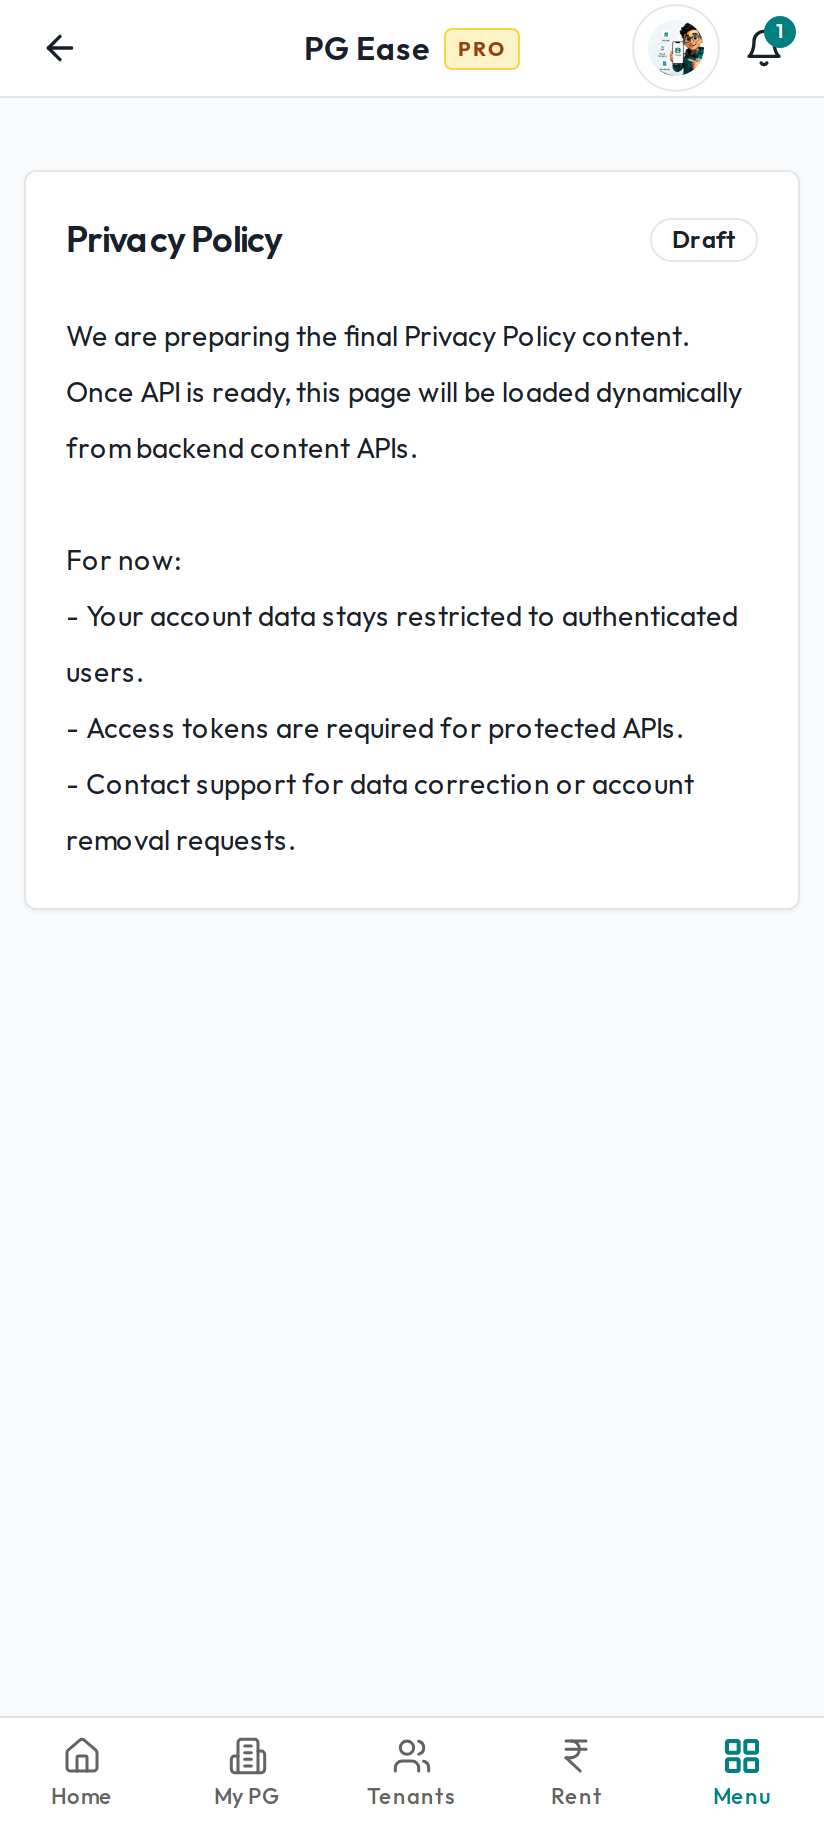 PG Ease PRO
1
Privacy Policy
Draft
We are preparing the final Privacy Policy content.
Once API is ready, this page will be loaded dynamically
from backend content APIs.
For now:
- Your account data stays restricted to authenticated
users.
- Access tokens are required for protected APIs.
- Contact support for data correction or account
removal requests.
Home
My PG
Tenants
Rent
Menu